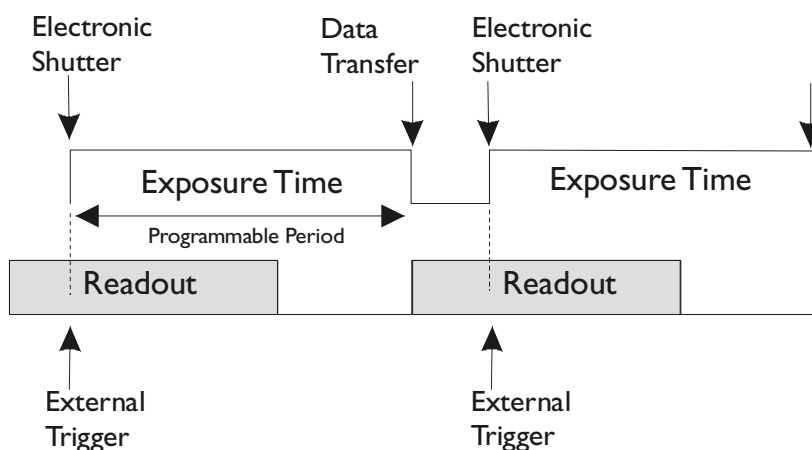 Electronic
Shutter
Data
Transfer
Electronic
Shutter
Exposure Time
Exposure Time
Programmable Period
Readout
Readout
External
Trigger
External
Trigger